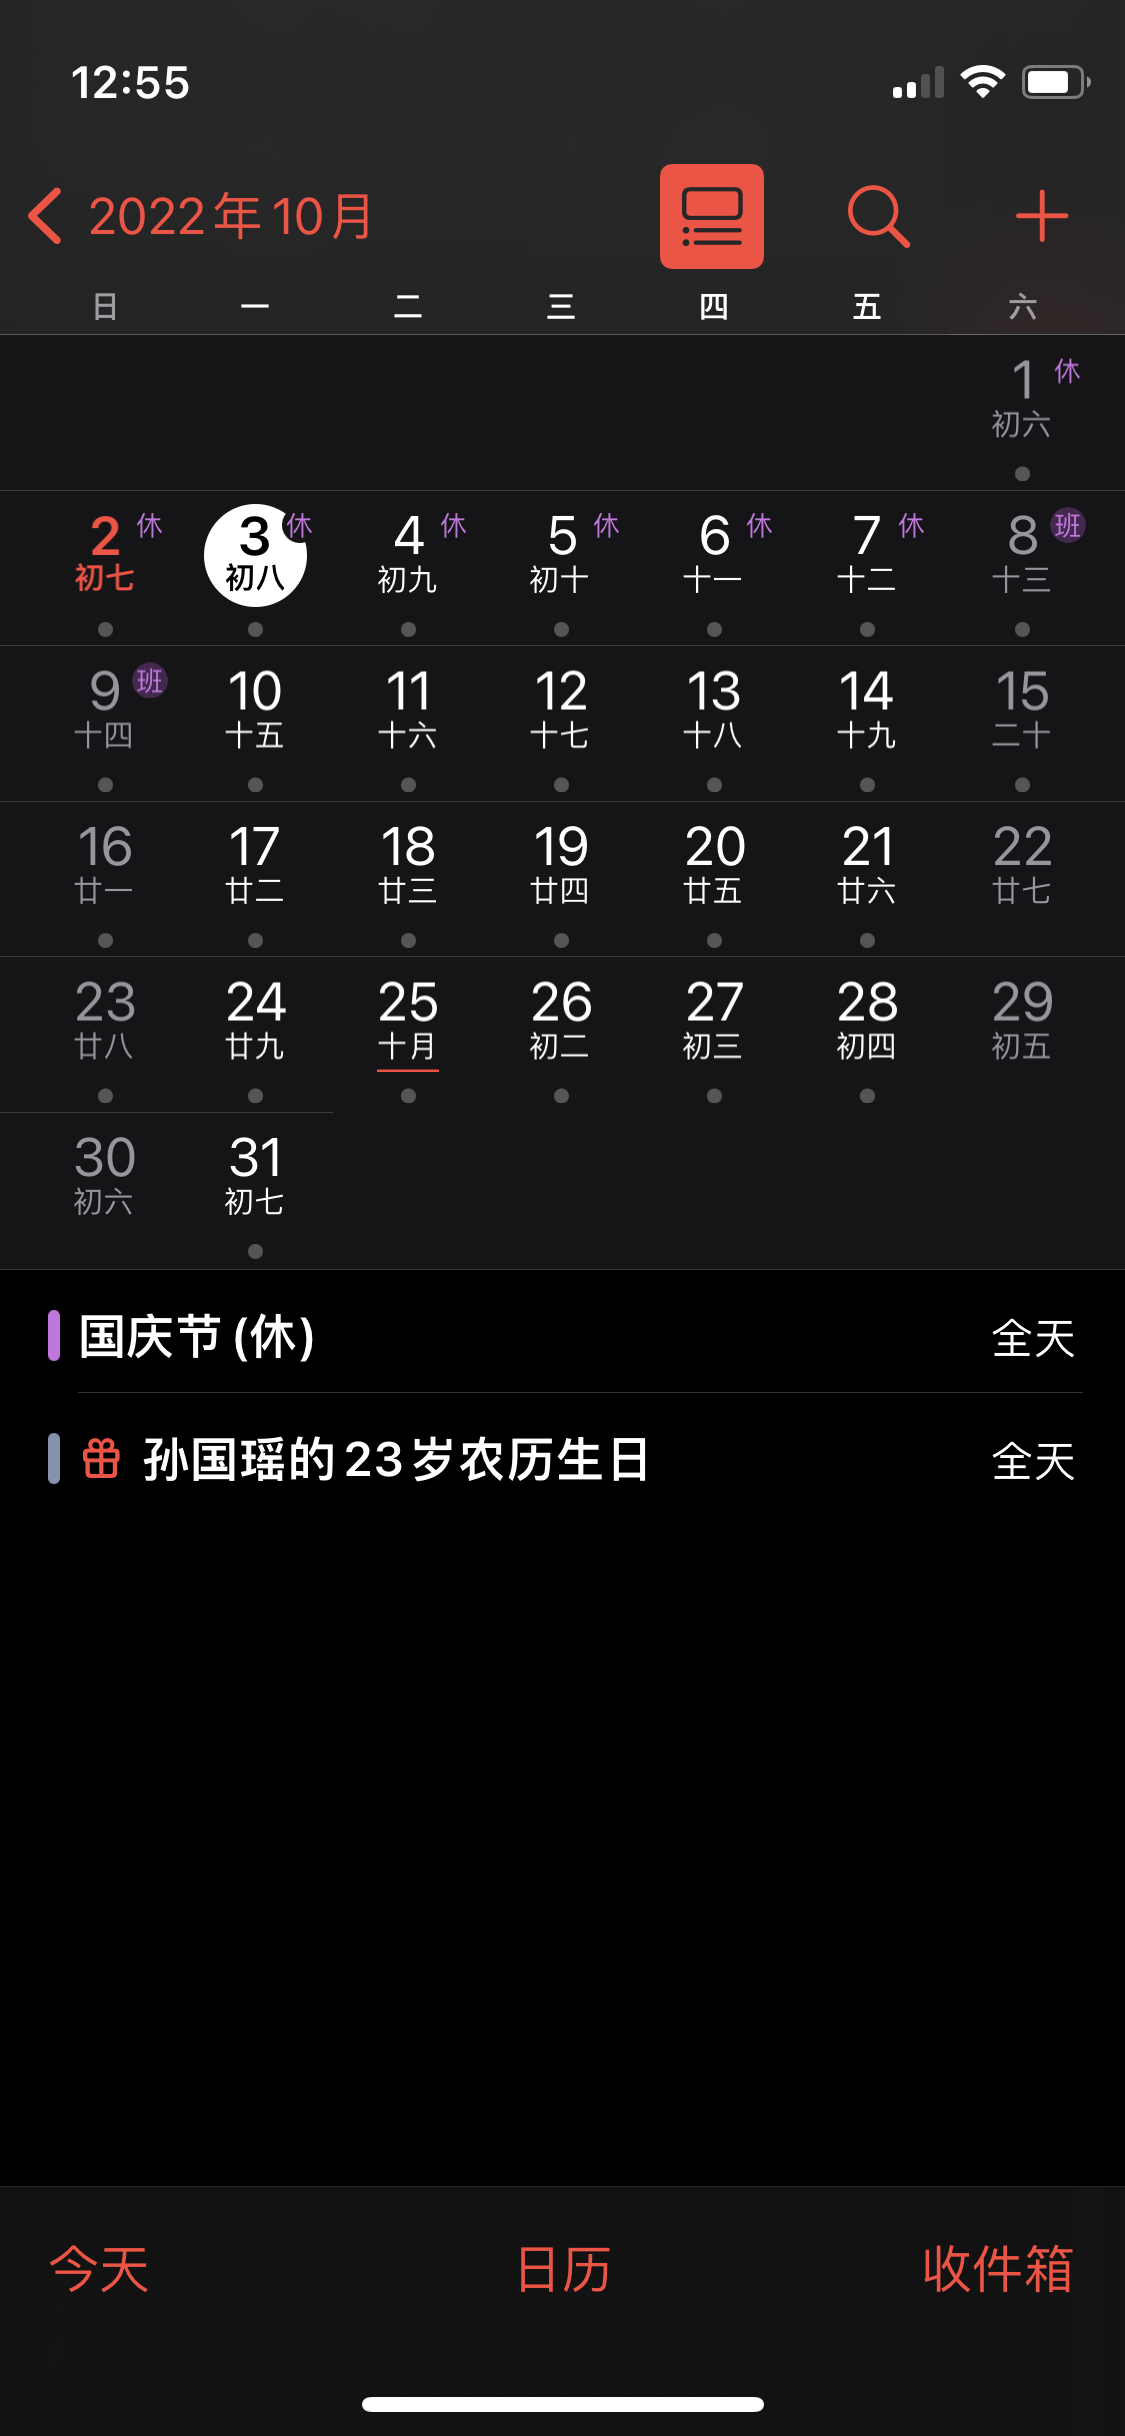 12:55
2022年10月
日 一 二 三 四 五 六
1 休
初六
2 休 3 休 4 休 5 休 6 休 7 休 8 班
初七 初八 初九 初十 十一 十二 十三
9 班 10 11 12 13 14 15
十四 十五 十六 十七 十八 十九 二十
16 17 18 19 20 21 22
廿一 廿二 廿三 廿四 廿五 廿六 廿七
23 24 25 26 27 28 29
廿八 廿九 十月 初二 初三 初四 初五
30 31
初六 初七
国庆节 (休) 全天
孙国瑶的23岁农历生日 全天
今天 日历 收件箱